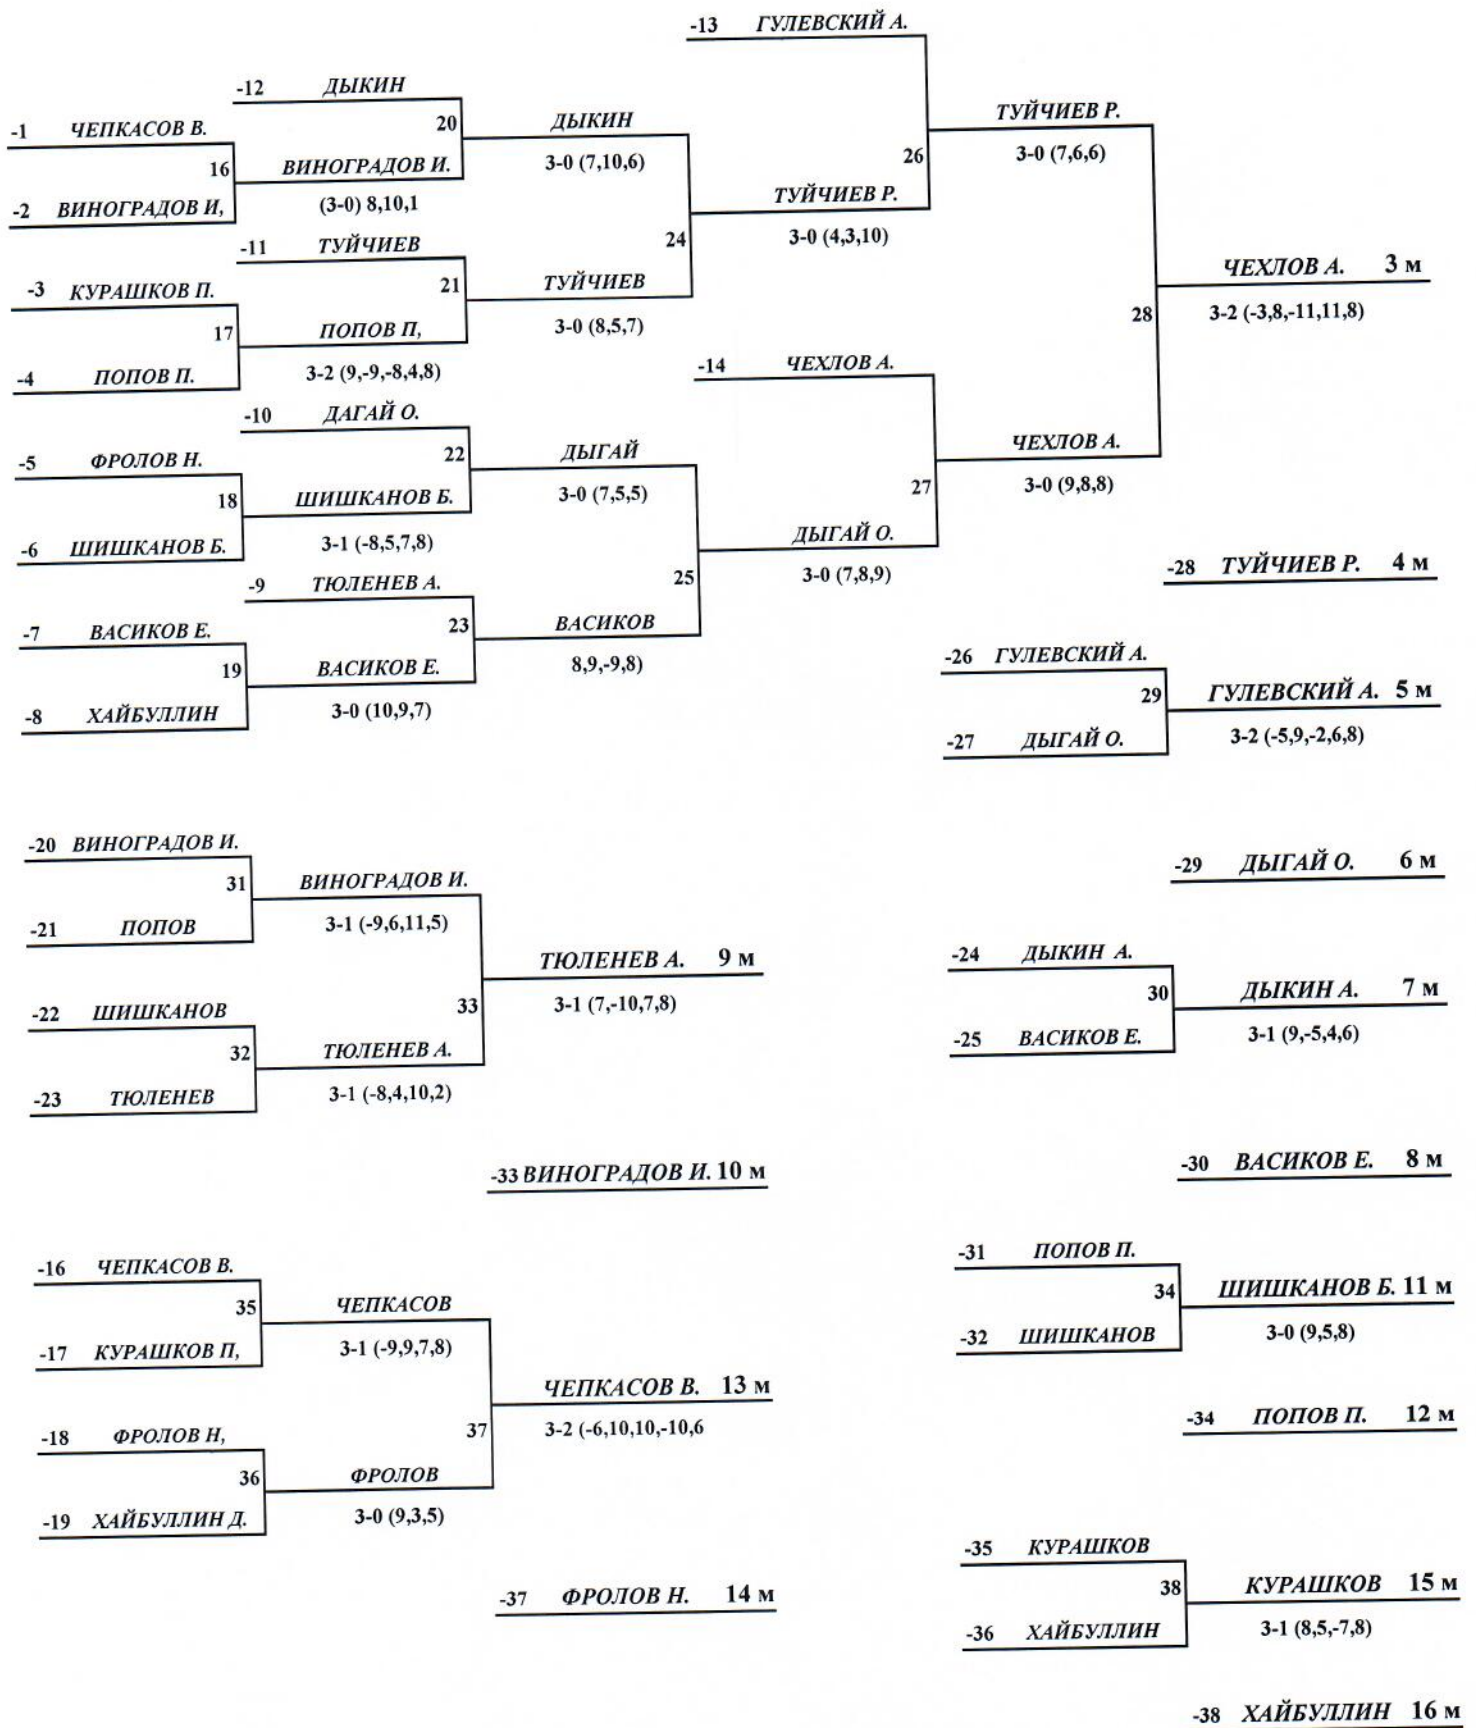 -13 ГУЛЕВСКИЙ А.
-12 ДЫКИН
ТУЙЧИЕВ Р.
-1 ЧЕПКАСОВ В.
20
ДЫКИН
3-0 (7,6,6)
16
ВИНОГРАДОВ И.
3-0 (7,10,6)
26
-2 ВИНОГРАДОВ И,
(3-0) 8,10,1
ТУЙЧИЕВ Р.
3-0 (4,3,10)
-11 ТУЙЧИЕВ
24
-3 КУРАШКОВ П.
21
ТУЙЧИЕВ
ЧЕХЛОВ А. 3 м
17
ПОПОВ П,
3-0 (8,5,7)
28
3-2 (-3,8,-11,11,8)
-4 ПОПОВ П.
3-2 (9,-9,-8,4,8)
-14 ЧЕХЛОВ А.
-10 ДАГАЙ О.
ЧЕХЛОВ А.
-5 ФРОЛОВ Н.
22
ДЫГАЙ
3-0 (9,8,8)
18
ШИШКАНОВ Б.
3-0 (7,5,5)
27
-6 ШИШКАНОВ Б.
3-1 (-8,5,7,8)
ДЫГАЙ О.
3-0 (7,8,9)
-28 ТУЙЧИЕВ Р. 4 м
-9 ТЮЛЕНЕВ А.
25
-7 ВАСИКОВ Е.
23
ВАСИКОВ
19
ВАСИКОВ Е.
8,9,-9,8)
-8 ХАЙБУЛЛИН
3-0 (10,9,7)
-26 ГУЛЕВСКИЙ А.
29
ГУЛЕВСКИЙ А. 5 м
-27 ДЫГАЙ О.
3-2 (-5,9,-2,6,8)
-20 ВИНОГРАДОВ И.
31
ВИНОГРАДОВ И.
-29 ДЫГАЙ О. 6 м
-21 ПОПОВ
3-1 (-9,6,11,5)
ТЮЛЕНЕВ А. 9 м
-24 ДЫКИН А.
33
3-1 (7,-10,7,8)
30
ДЫКИН А. 7 м
-22 ШИШКАНОВ
-25 ВАСИКОВ Е.
3-1 (9,-5,4,6)
32
ТЮЛЕНЕВ А.
-23 ТЮЛЕНЕВ
3-1 (-8,4,10,2)
-33 ВИНОГРАДОВ И. 10 м
-30 ВАСИКОВ Е. 8 м
-16 ЧЕПКАСОВ В.
-31 ПОПОВ П.
35
ЧЕПКАСОВ
34
ШИШКАНОВ Б. 11 м
-17 КУРАШКОВ П,
3-1 (-9,9,7,8)
-32 ШИШКАНОВ
3-0 (9,5,8)
ЧЕПКАСОВ В. 13 м
37
3-2 (-6,10,10,-10,6
-34 ПОПОВ П. 12 м
-18 ФРОЛОВ Н,
36
ФРОЛОВ
-19 ХАЙБУЛЛИН Д.
3-0 (9,3,5)
-35 КУРАШКОВ
-37 ФРОЛОВ Н. 14 м
38
КУРАШКОВ 15 м
-36 ХАЙБУЛЛИН
3-1 (8,5,-7,8)
-38 ХАЙБУЛЛИН 16 м